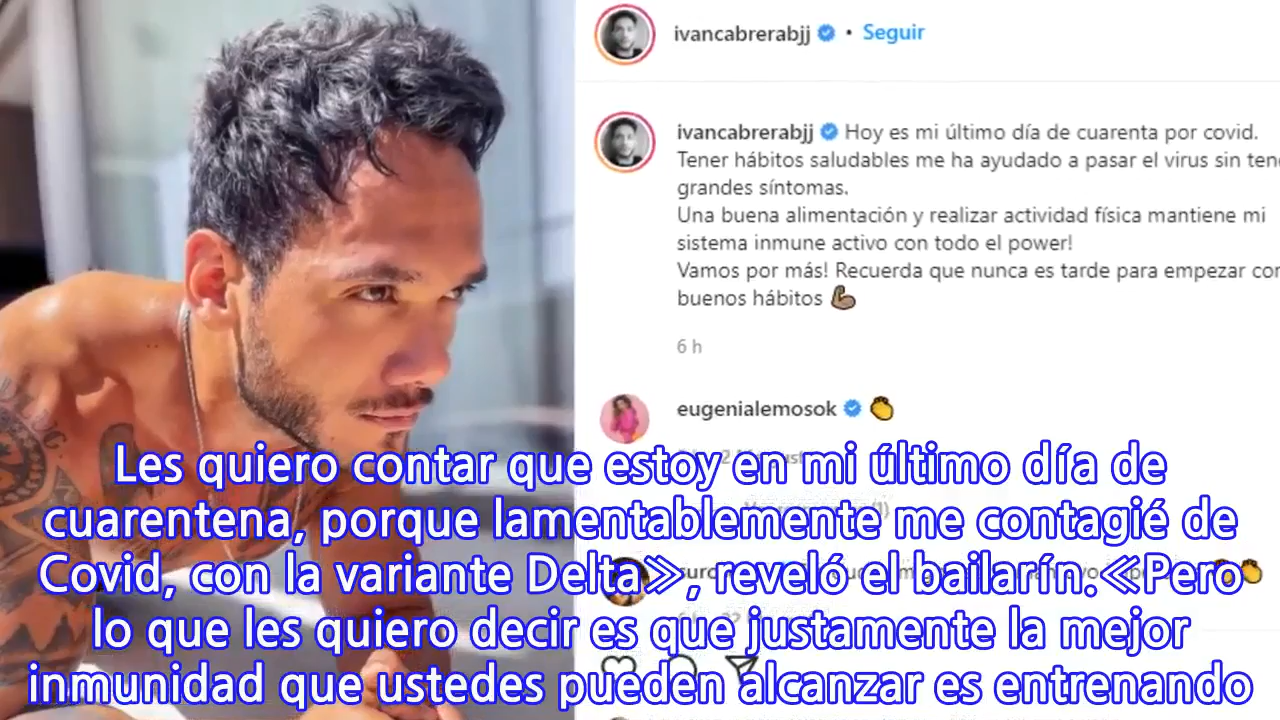 ivancabrerabjj • Seguir
ivancabrerabjj Hoy es mi último día de cuarenta por covid.
Tener hábitos saludables me ha ayudado a pasar el virus sin
grandes síntomas.
Una buena alimentación y realizar actividad física mantiene mi
sistema inmune activo con todo el power!
Vamos por más! Recuerda que nunca es tarde para empezar
buenos hábitos
6 h
eugenialemosok
Les quiero contar que estoy en mi último día de
cuarentena, porque lamentablemente me contagié de
Covid, con la variante Delta≫, reveló el bailarín.≪Pero
lo que les quiero decir es que justamente la mejor
inmunidad que ustedes pueden alcanzar es entrenando